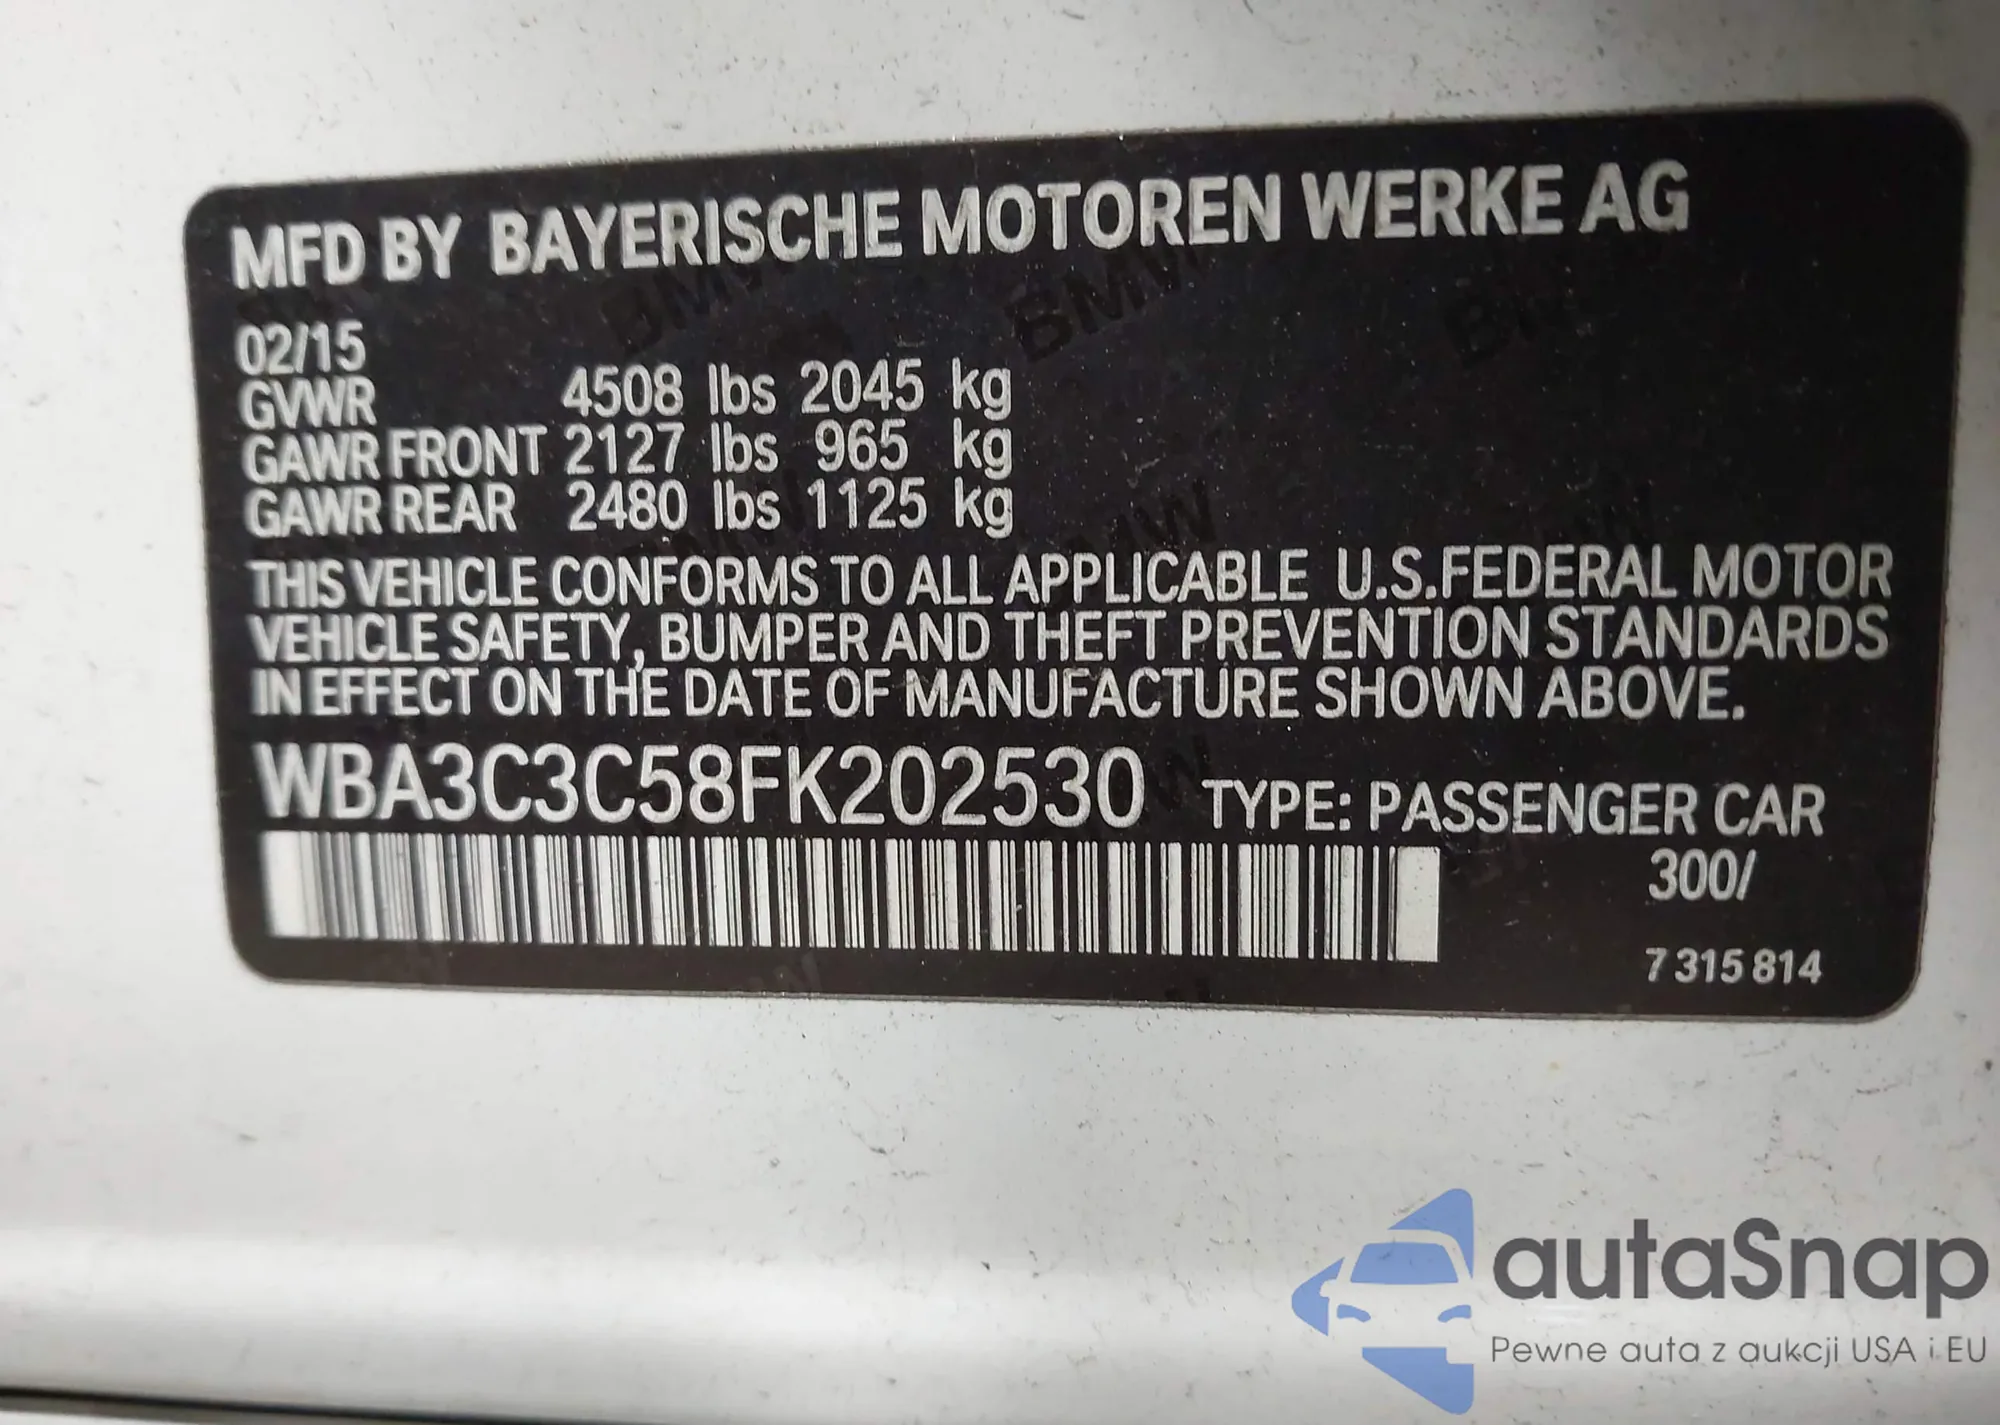 MFD BY BAYERISCHE MOTOREN WERKE AG
02/15
GVWR 4508 lbs 2045 kg
GAWR FRONT 2127 lbs 965 kg
GAWR REAR 2480 lbs 1125 kg
THIS VEHICLE CONFORMS TO ALL APPLICABLE U.S.FEDERAL MOTOR
VEHICLE SAFETY, BUMPER AND THEFT PREVENTION STANDARDS
IN EFFECT ON THE DATE OF MANUFACTURE SHOWN ABOVE.
WBA3C3C58FK202530 TYPE: PASSENGER CAR
300/
7 315 814
autaSnap
Pewne auta z aukcji USA i EU